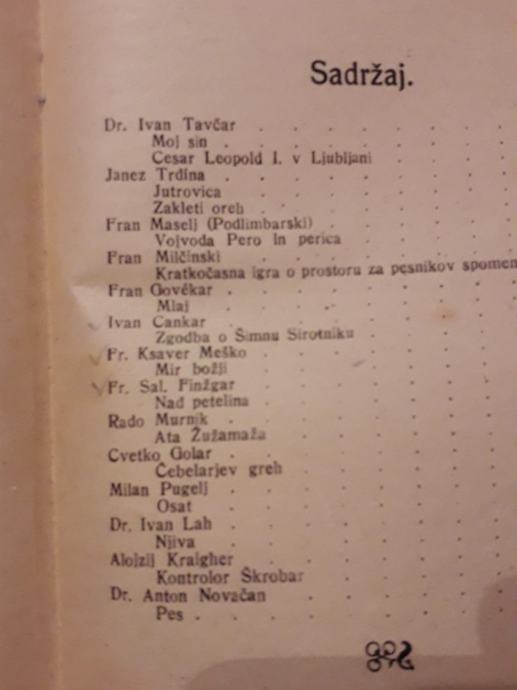 Sadržaj.
Dr. Ivan Tavčar
Moj sin
Cesar Leopold I. v Ljubljani
Janez Trdina
Jutrovica
Zakleti oreh
Fran Maselj (Podlimbarski)
Vojvoda Pero in perica
Fran Milčinski
Kratkočasna igra o prostoru za pesnikov spomen
Fran Govékar
Mlaj
Ivan Cankar
Zgodba o Šimnu Sirotniku
Fr. Ksaver Meško
Mir božji
Fr. Sal. Finžgar
Nad petelina
Rado Murnik
Ata Žužamaža
Cvetko Golar
Čebelarjev greh
Milan Pugelj
Osat
Dr. Ivan Lah
Njiva
Alojzij Kraigher
Kontrolor Škrobar
Dr. Anton Novačan
Pes